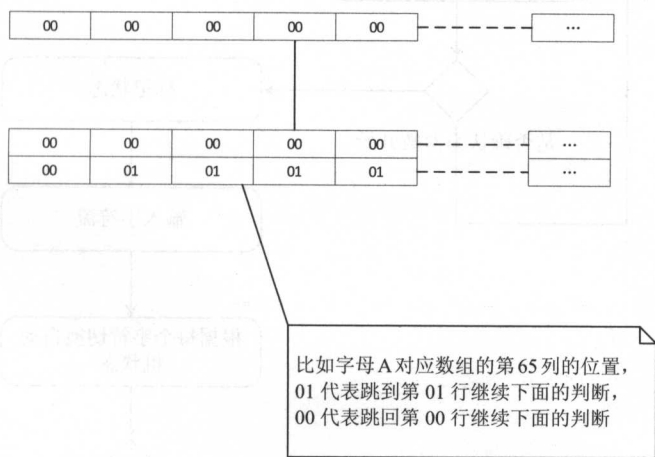 00 00 00 00 00 …
00 00 00 00 00 …
00 01 01 01 01 …
比如字母A对应数组的第65列的位置，
01 代表跳到第 01 行继续下面的判断，
00 代表跳回第 00 行继续下面的判断